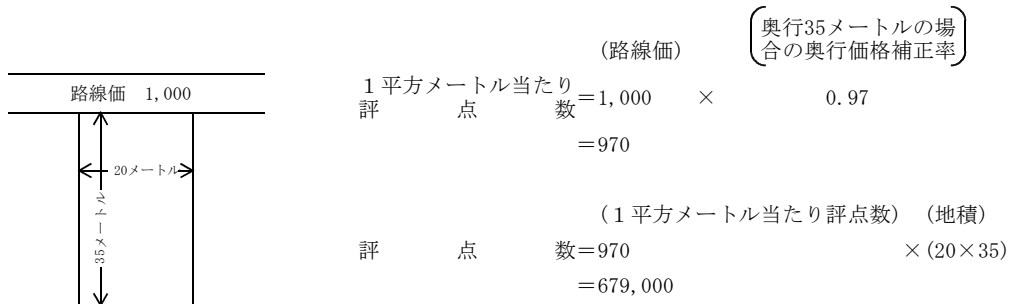 路線価　1,000
20メートル
35メートル
（路線価）　奥行35メートルの場合の奥行価格補正率
１平方メートル当たり評点数＝1,000　×　0.97
＝970
（１平方メートル当たり評点数）（地積）
評点数＝970　×(20×35)
＝679,000